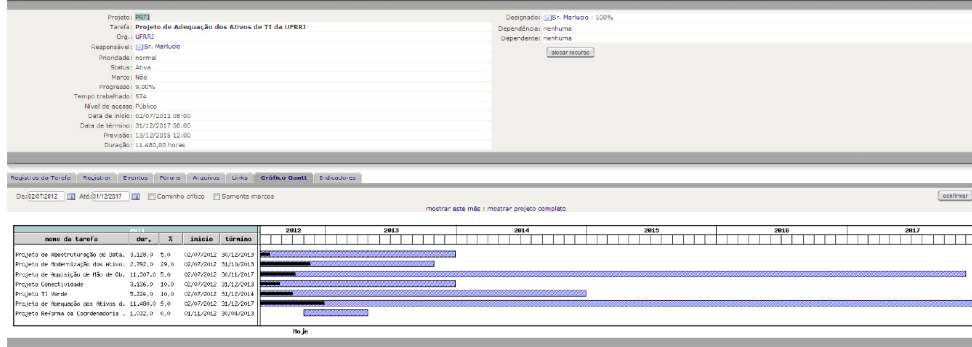 Projeto: PRTI
Tarefa: Projeto de Adequação dos Ativos de TI da UFRRJ
Org.: UFRRJ
Responsável: Sr. Marlucio
Prioridade: normal
Status: Ativa
Marco: Não
Progresso: 9,00%
Tempo trabalhado: 574
Nível de acesso Público
Data de início: 02/07/2012 08:00
Data de término: 31/12/2017 08:00
Previsão: 13/12/2015 12:00
Duração: 11.480,00 horas
Designado: Sr. Marlucio - 100%
Dependência: nenhuma
Dependente: nenhuma
alocar recurso
Registros da Tarefa Registrar Eventos Fóruns Arquivos Links Gráfico Gantt Indicadores
De: 02/07/2012 Até: 31/12/2017 Caminho crítico Somente marcos confirmar
mostrar este mês : mostrar projeto completo
PRTI 2012 2013 2014 2015 2016 2017
nome da tarefa dur. % início término
Projeto de Reestruturação do Data. 3.128,0 5,0 02/07/2012 30/12/2013
Projeto de Modernização dos Ativo. 2.792,0 29,0 02/07/2012 31/10/2013
Projeto de Aquisição de Mão de Ob. 11.307,0 5,0 02/07/2012 30/11/2017
Projeto Conectividade 3.136,0 10,0 02/07/2012 31/12/2013
Projeto TI Verde 5.224,0 10,0 02/07/2012 31/12/2014
Projeto de Adequação dos Ativos d. 11.480,0 9,0 02/07/2012 31/12/2017
Projeto Reforma da Coordenadoria . 1.032,0 0,0 01/11/2012 30/04/2013
Hoje